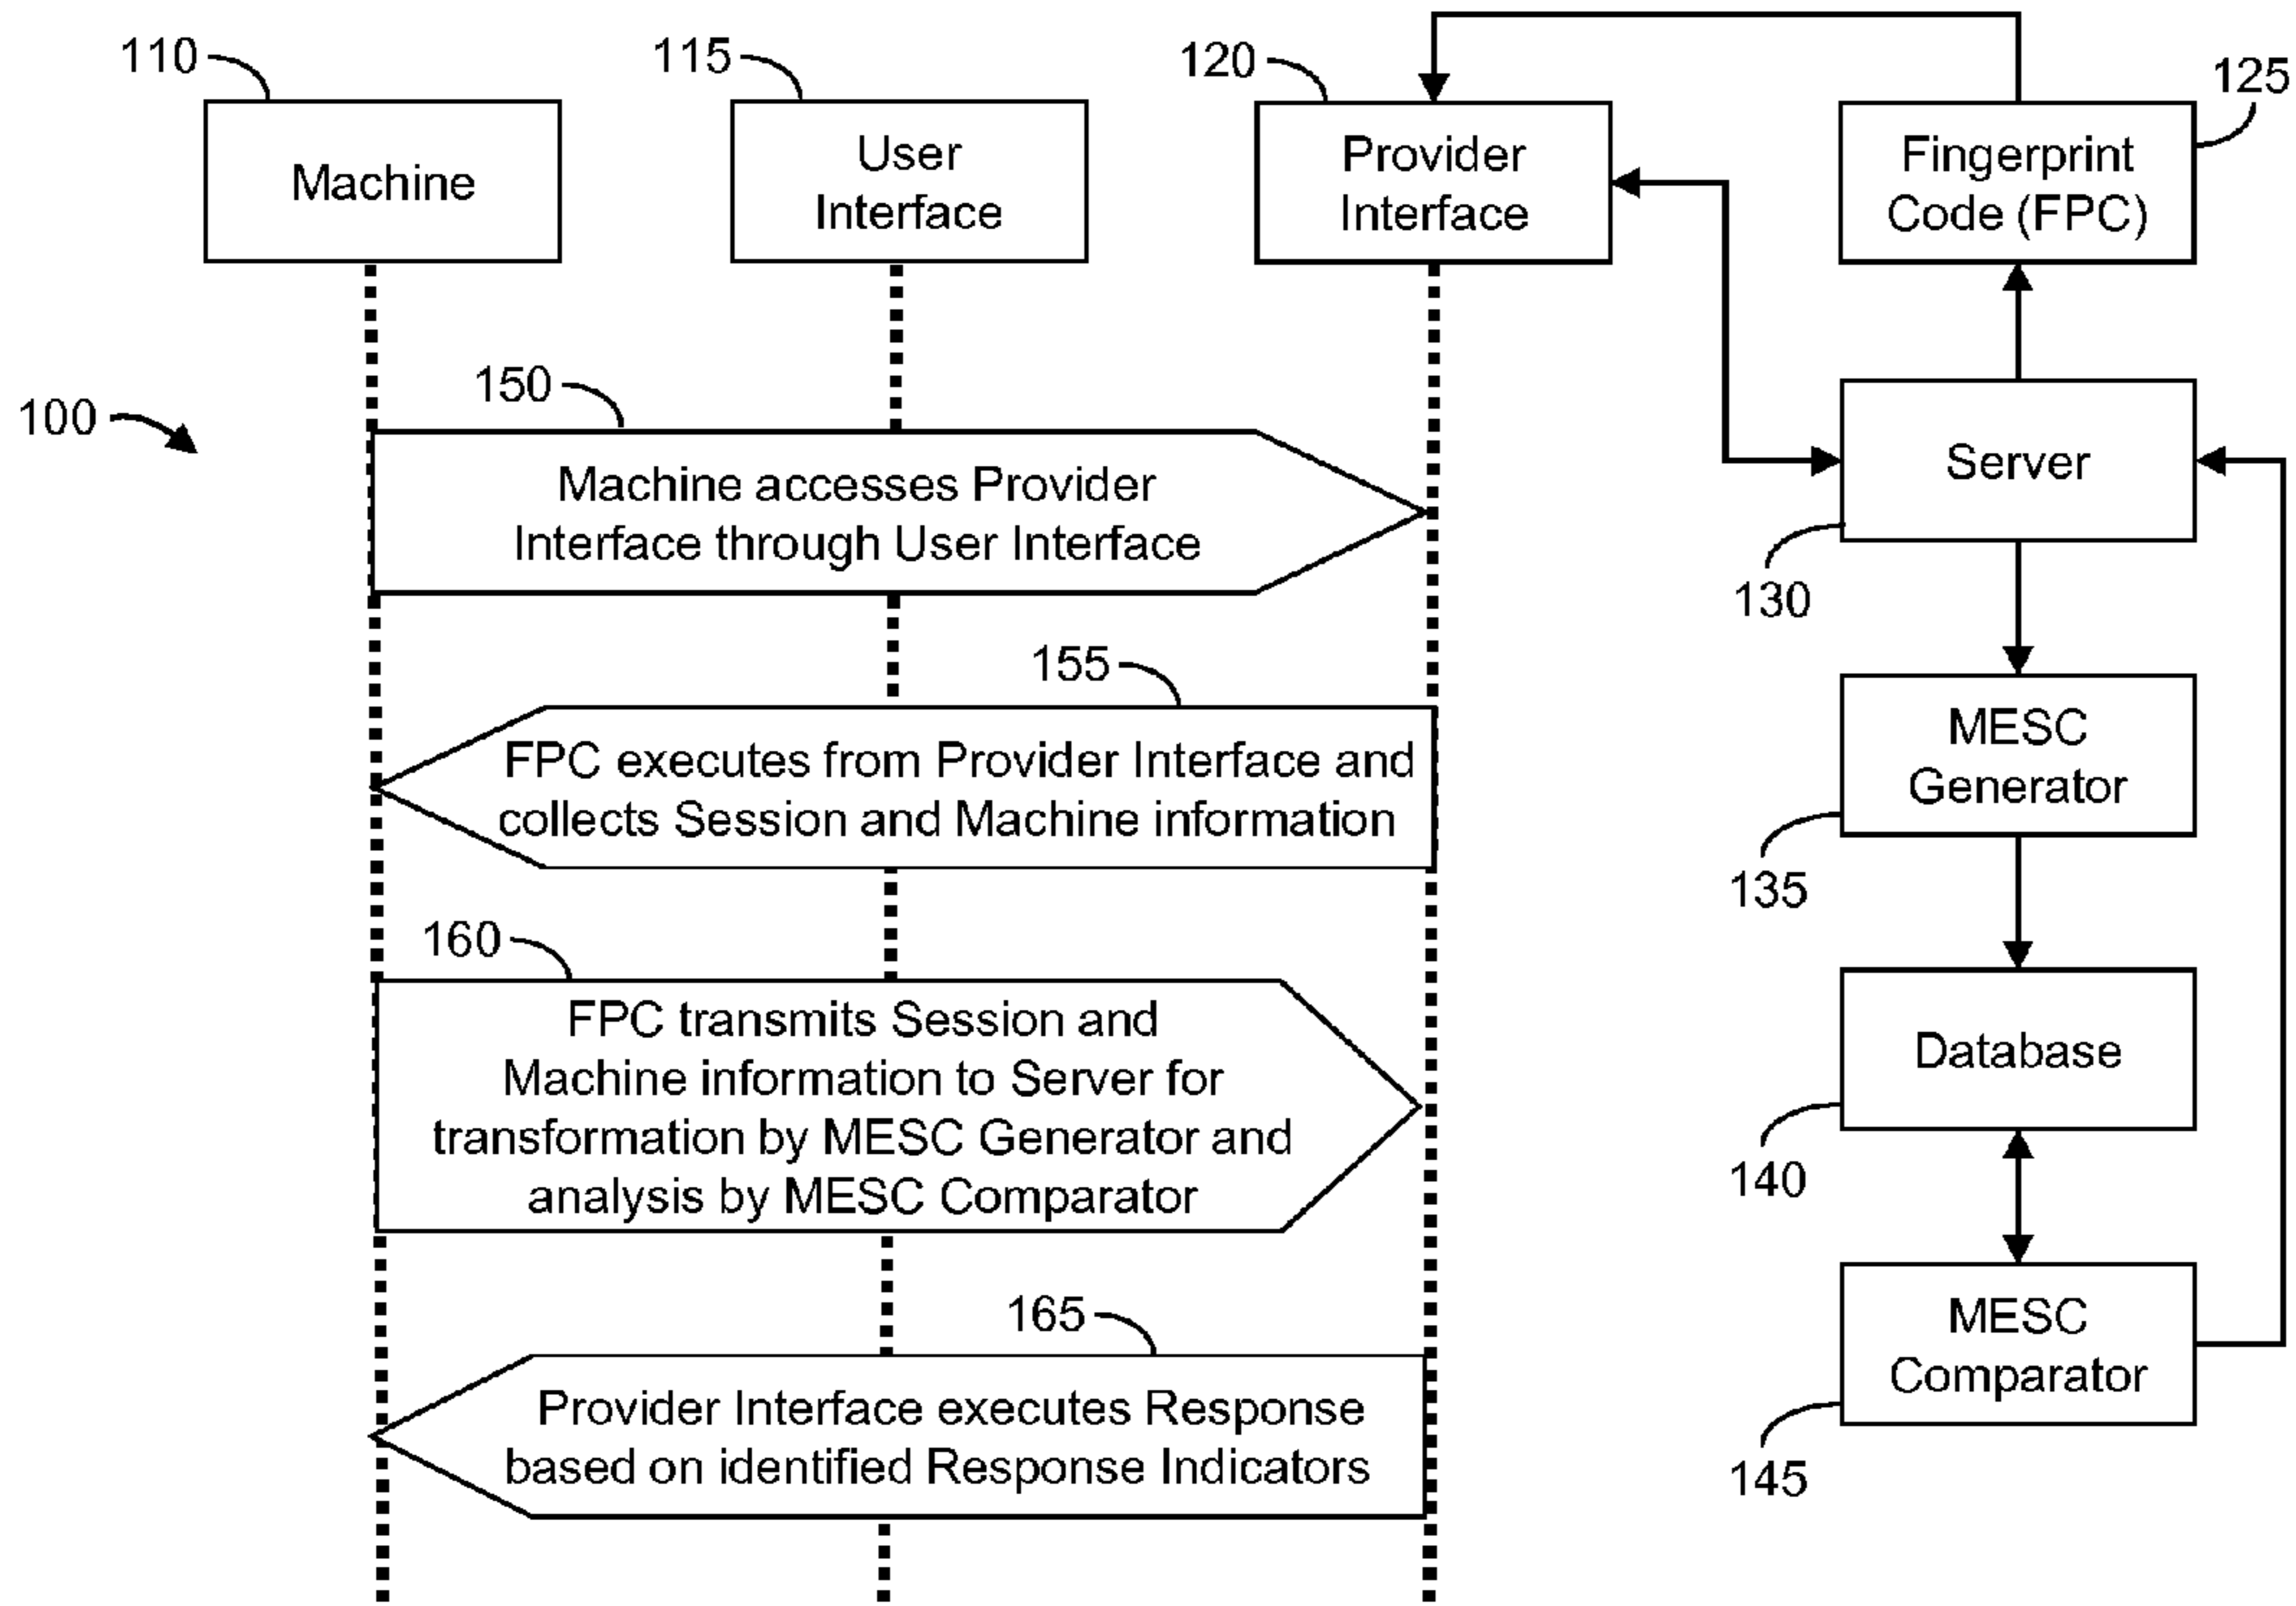 110
115
120
125
Machine
User
Interface
Provider
Interface
Fingerprint
Code (FPC)
100
150
Machine accesses Provider
Interface through User Interface
Server
130
155
FPC executes from Provider Interface and
collects Session and Machine information
MESC
Generator
135
160
FPC transmits Session and
Machine information to Server for
transformation by MESC Generator and
analysis by MESC Comparator
Database
140
165
Provider Interface executes Response
based on identified Response Indicators
MESC
Comparator
145